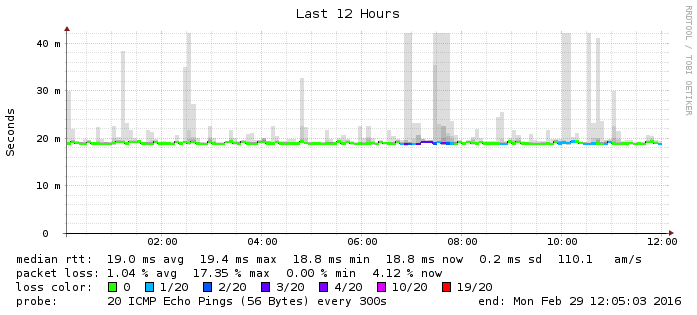 Last 12 Hours
RRDTOOL / TOBI OETIKER
Seconds
40 m
30 m
20 m
10 m
0
02:00 04:00 06:00 08:00 10:00 12:00
median rtt: 19.0 ms avg 19.4 ms max 18.8 ms min 18.8 ms now 0.2 ms sd 110.1 am/s
packet loss: 1.04 % avg 17.35 % max 0.00 % min 4.12 % now
loss color: 0 1/20 2/20 3/20 4/20 10/20 19/20
probe: 20 ICMP Echo Pings (56 Bytes) every 300s end: Mon Feb 29 12:05:03 2016